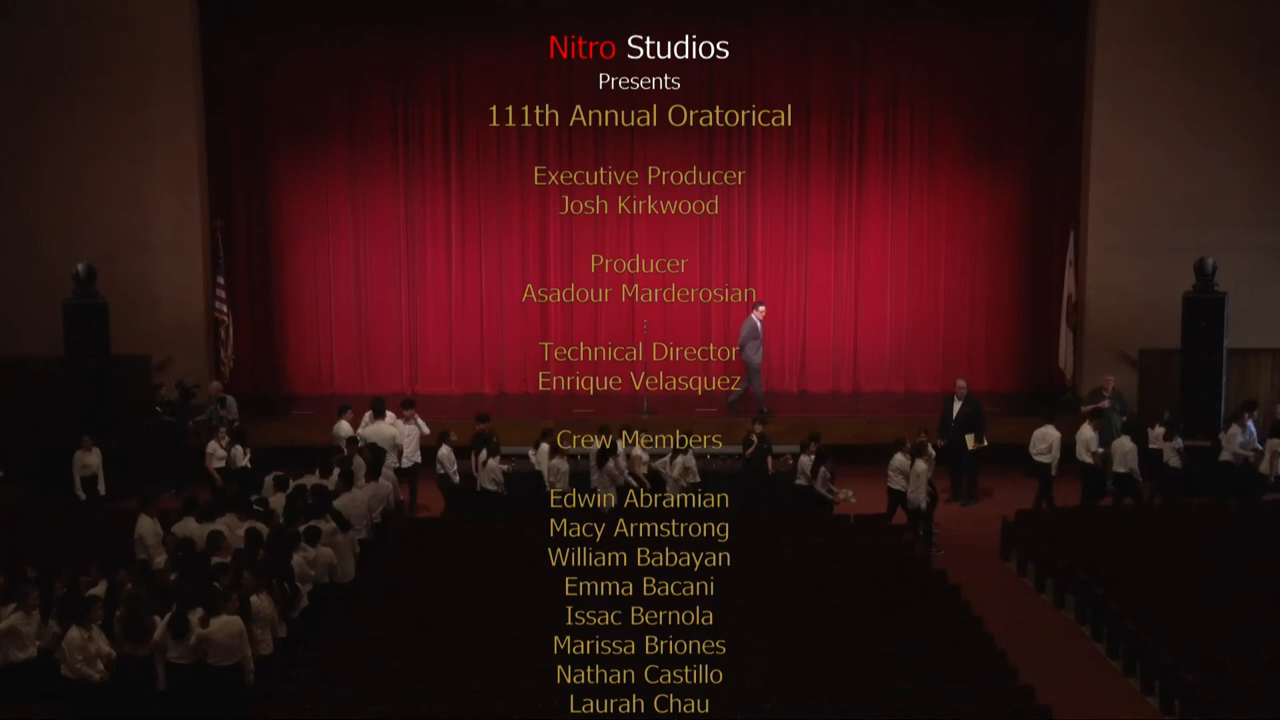 Nitro Studios
Presents
111th Annual Oratorical
Executive Producer
Josh Kirkwood
Producer
Asadour Marderosian
Technical Director
Enrique Velasquez
Crew Members
Edwin Abramian
Macy Armstrong
William Babayan
Emma Bacani
Issac Bernola
Marissa Briones
Nathan Castillo
Laurah Chau